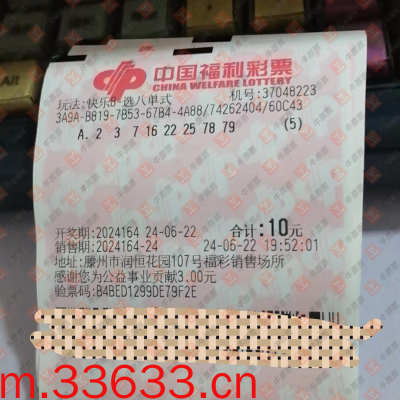 中国福利彩票
CHINA WELFARE LOTTERY
玩法:快乐8-选八单式 机号:37048223
3A9A-B819-7B53-67B4-4A88/74262404/60C43
A. 2 3 7 16 22 25 78 79 (5)
开奖期:2024164 24-06-22 合计:10元
销售期:2024164-24 24-06-22 19:52:01
地址:滕州市润恒花园107号福彩销售场所
感谢您为公益事业贡献3.00元
验票码:B4BED1299DE79F2E
m.33633.cn
Alt